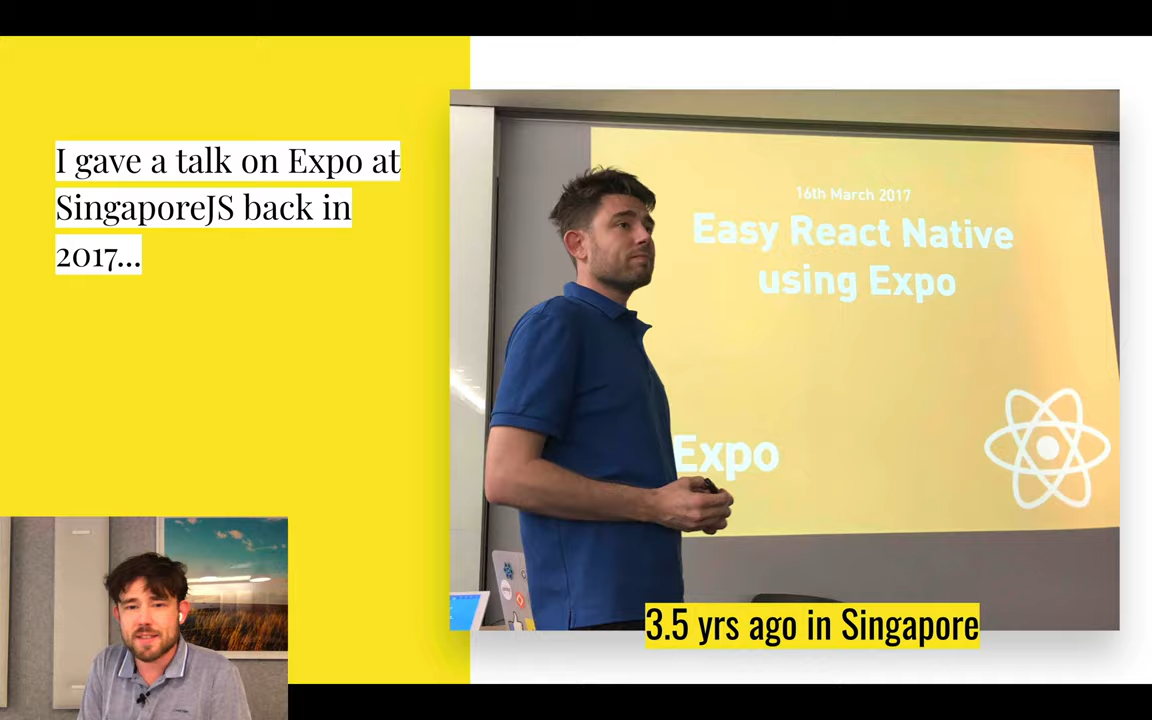 I gave a talk on Expo at
SingaporeJS back in
2017...
16th March 2017
Easy React Native
using Expo
Expo
3.5 yrs ago in Singapore